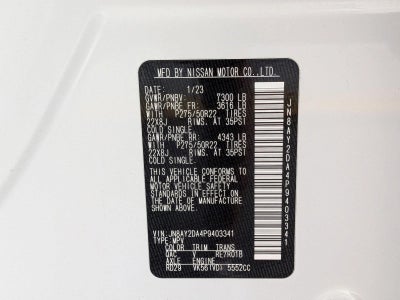 MFD BY NISSAN MOTOR CO.,LTD.
DATE: 1/23
GVWR/PNBV: 7300 LB
GAWR/PNBE FR: 3616 LB
WITH P275/50R22 TIRES
22X8J RIMS. AT 35PSI
COLD SINGLE.
GAWR/PNBE RR: 4343 LB
WITH P275/50R22 TIRES
22X8J RIMS. AT 35PSI
COLD SINGLE.
THIS VEHICLE CONFORMS TO
ALL APPLICABLE FEDERAL
MOTOR VEHICLE SAFETY
STANDARDS IN EFFECT ON
THE DATE OF MANUFACTURE
SHOWN ABOVE.
VIN: JN8AY2DA4P9403341
TYPE: MPV
COLOR TRIM TRANS
QAC V RE7R01B
AXLE ENGINE
RD29 VK56(VD) 5552CC
JN8AY2DA4P9403341